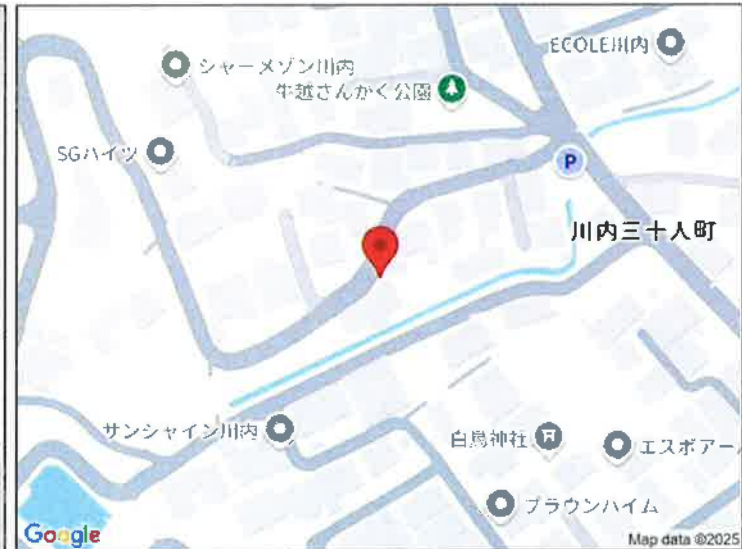 ECOLE川内
シャーメゾン川内
牛越さんかく公園
SGハイツ
P
川内三十人町
サンシャイン川内
白鳥神社
エスポアー
ブラウンハイム
Google
Map data ©2025